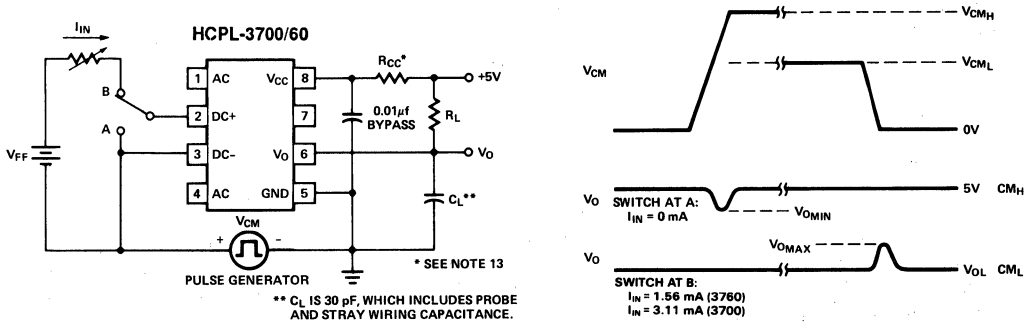 HCPL-3700/60
I_IN
B
A
V_FF
1 AC
2 DC+
3 DC–
4 AC
V_CC 8
7
V_O 6
GND 5
R_CC*
+5V
0.01μf
BYPASS
R_L
V_O
C_L**
V_CM
+ –
PULSE GENERATOR
* SEE NOTE 13
** C_L IS 30 pF, WHICH INCLUDES PROBE
AND STRAY WIRING CAPACITANCE.
V_CM
V_CM_H
V_CM_L
0V
V_O
SWITCH AT A:
I_IN = 0 mA
5V CM_H
V_OMIN
V_O
V_OMAX
V_OL CM_L
SWITCH AT B:
I_IN = 1.56 mA (3760)
I_IN = 3.11 mA (3700)